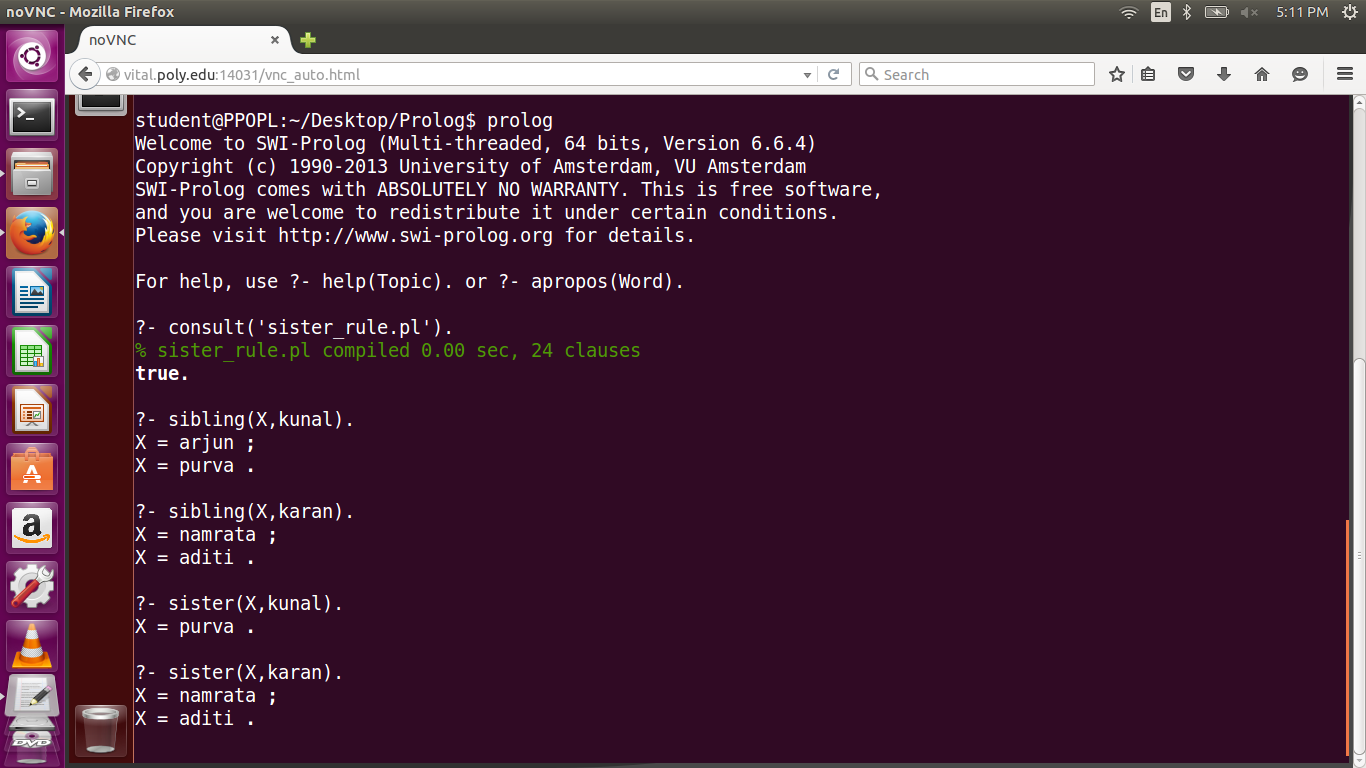 noVNC - Mozilla Firefox
En
5:11 PM
noVNC
vital.poly.edu:14031/vnc_auto.html
Search
student@PPOPL:~/Desktop/Prolog$ prolog
Welcome to SWI-Prolog (Multi-threaded, 64 bits, Version 6.6.4)
Copyright (c) 1990-2013 University of Amsterdam, VU Amsterdam
SWI-Prolog comes with ABSOLUTELY NO WARRANTY. This is free software,
and you are welcome to redistribute it under certain conditions.
Please visit http://www.swi-prolog.org for details.
For help, use ?- help(Topic). or ?- apropos(Word).
?- consult('sister_rule.pl').
% sister_rule.pl compiled 0.00 sec, 24 clauses
true.
?- sibling(X,kunal).
X = arjun ;
X = purva .
?- sibling(X,karan).
X = namrata ;
X = aditi .
?- sister(X,kunal).
X = purva .
?- sister(X,karan).
X = namrata ;
X = aditi .
DVD